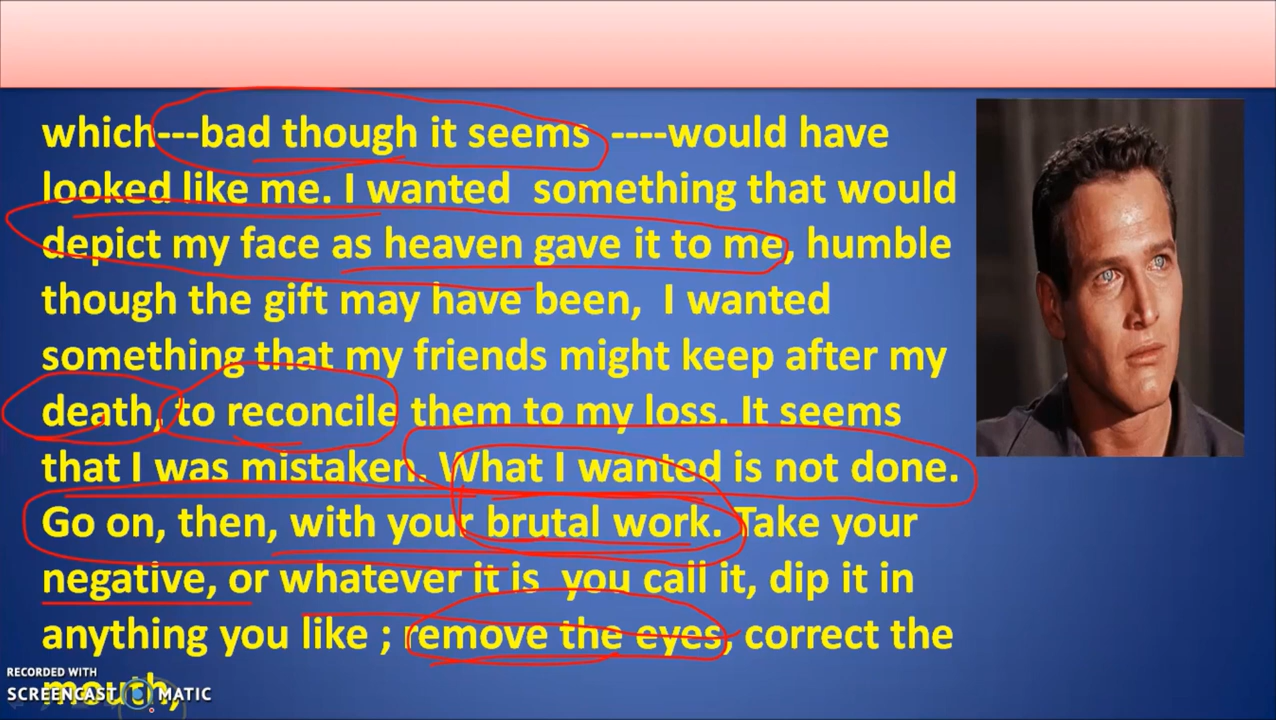 which---bad though it seems ----would have
looked like me. I wanted something that would
depict my face as heaven gave it to me, humble
though the gift may have been, I wanted
something that my friends might keep after my
death, to reconcile them to my loss. It seems
that I was mistaken. What I wanted is not done.
Go on, then, with your brutal work. Take your
negative, or whatever it is you call it, dip it in
anything you like ; remove the eyes, correct the
mouth,
RECORDED WITH
SCREENCAST MATIC